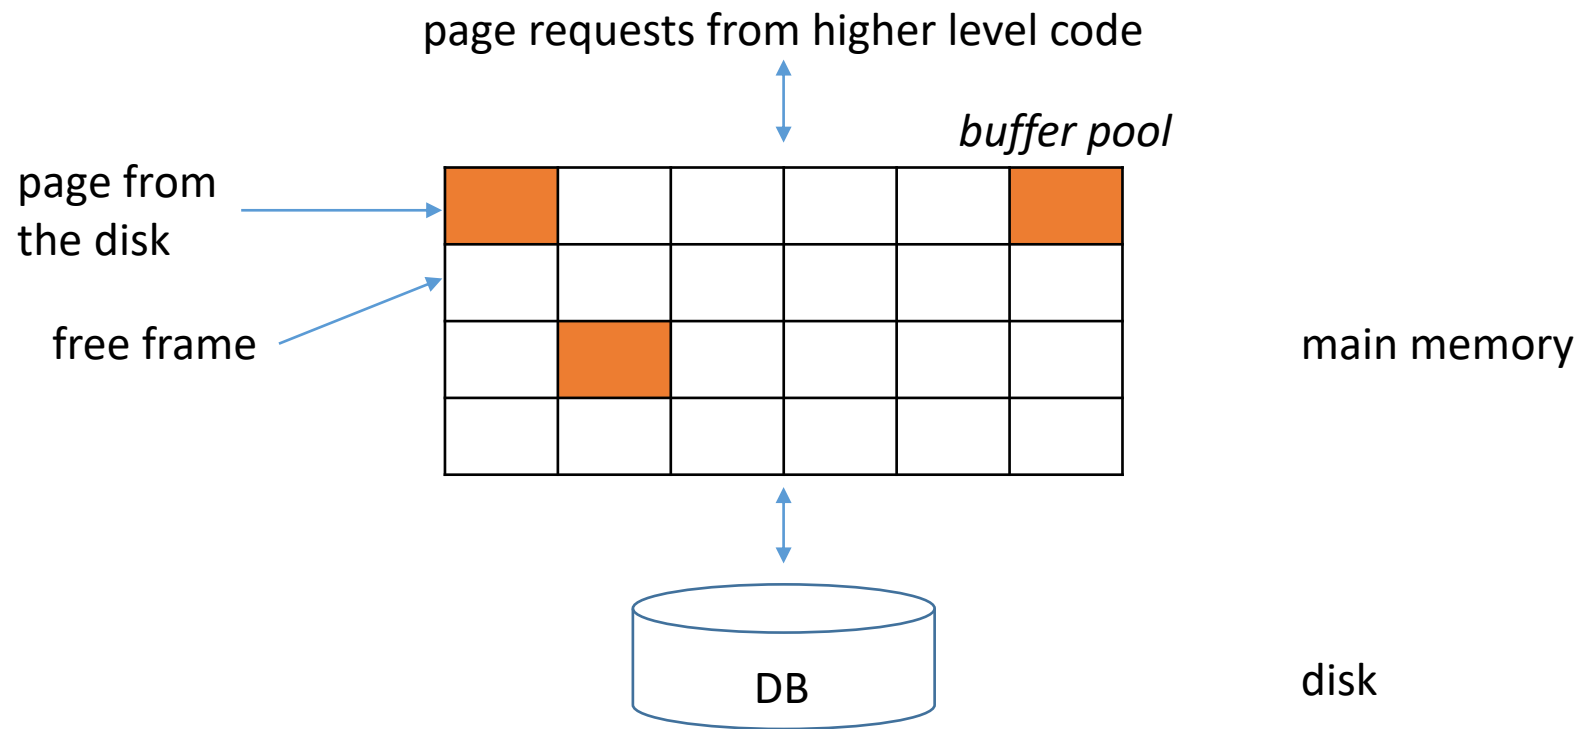 page requests from higher level code
buffer pool
page from
the disk
free frame
main memory
DB
disk